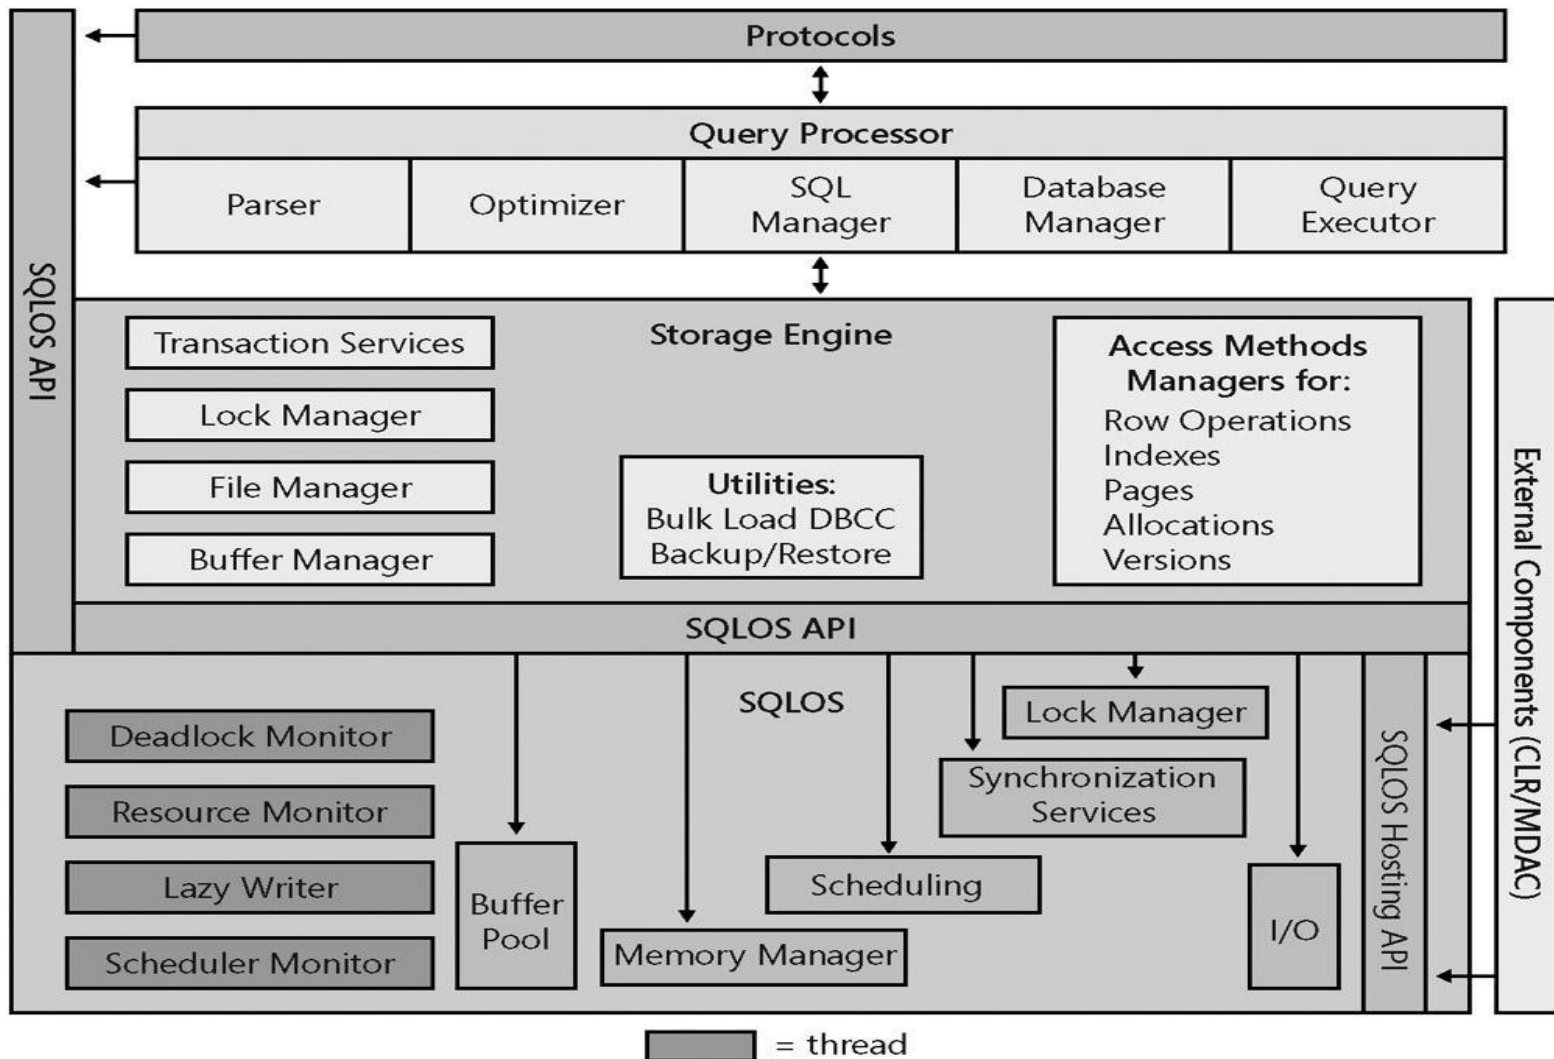 Protocols
Query Processor
Parser
Optimizer
SQL
Manager
Database
Manager
Query
Executor
SQLOS API
Storage Engine
Transaction Services
Lock Manager
File Manager
Buffer Manager
Utilities:
Bulk Load DBCC
Backup/Restore
Access Methods
Managers for:
Row Operations
Indexes
Pages
Allocations
Versions
External Components (CLR/MDAC)
SQLOS API
SQLOS
Deadlock Monitor
Resource Monitor
Lazy Writer
Scheduler Monitor
Buffer
Pool
Memory Manager
Scheduling
Synchronization
Services
Lock Manager
I/O
SQLOS Hosting API
= thread